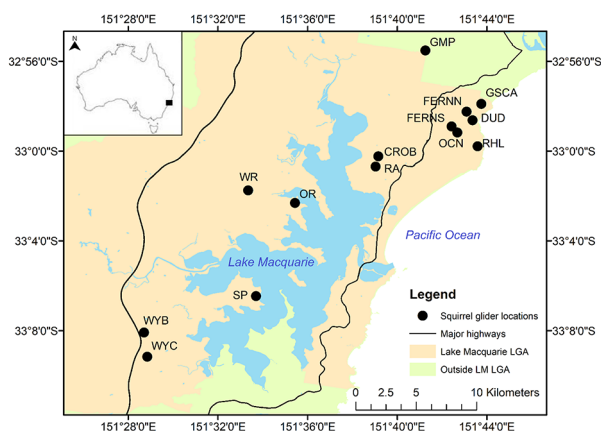 151°28'0"E 151°32'0"E 151°36'0"E 151°40'0"E 151°44'0"E
N
32°56'0"S 32°56'0"S
GMP
GSCA
FERNN
FERNS DUD
OCN RHL
33°0'0"S 33°0'0"S
CROB
RA
WR
OR
33°4'0"S 33°4'0"S
Pacific Ocean
Lake Macquarie
SP
Legend
Squirrel glider locations
Major highways
Lake Macquarie LGA
Outside LM LGA
33°8'0"S 33°8'0"S
WYB
WYC
0 2.5 5 10 Kilometers
151°28'0"E 151°32'0"E 151°36'0"E 151°40'0"E 151°44'0"E